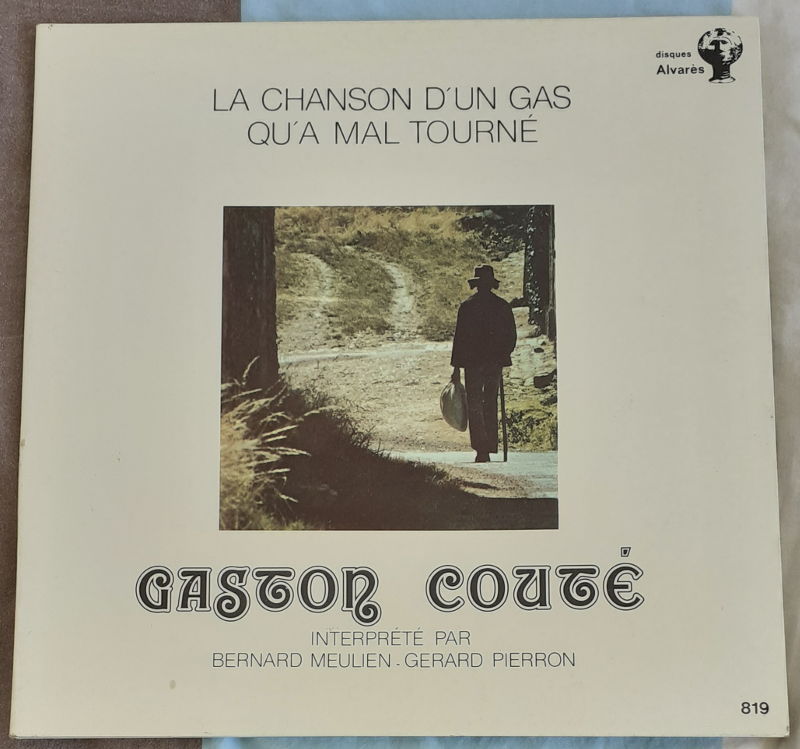 disques
Alvarès
LA CHANSON D'UN GAS
QU'A MAL TOURNÉ
GASTON COUTÉ
INTERPRÉTÉ PAR
BERNARD MEULIEN - GERARD PIERRON
819